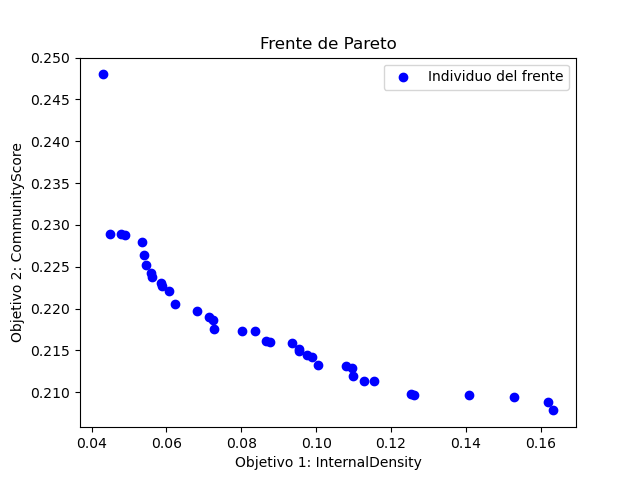 Frente de Pareto
Individuo del frente
Objetivo 2: CommunityScore
0.250
0.245
0.240
0.235
0.230
0.225
0.220
0.215
0.210
0.04 0.06 0.08 0.10 0.12 0.14 0.16
Objetivo 1: InternalDensity